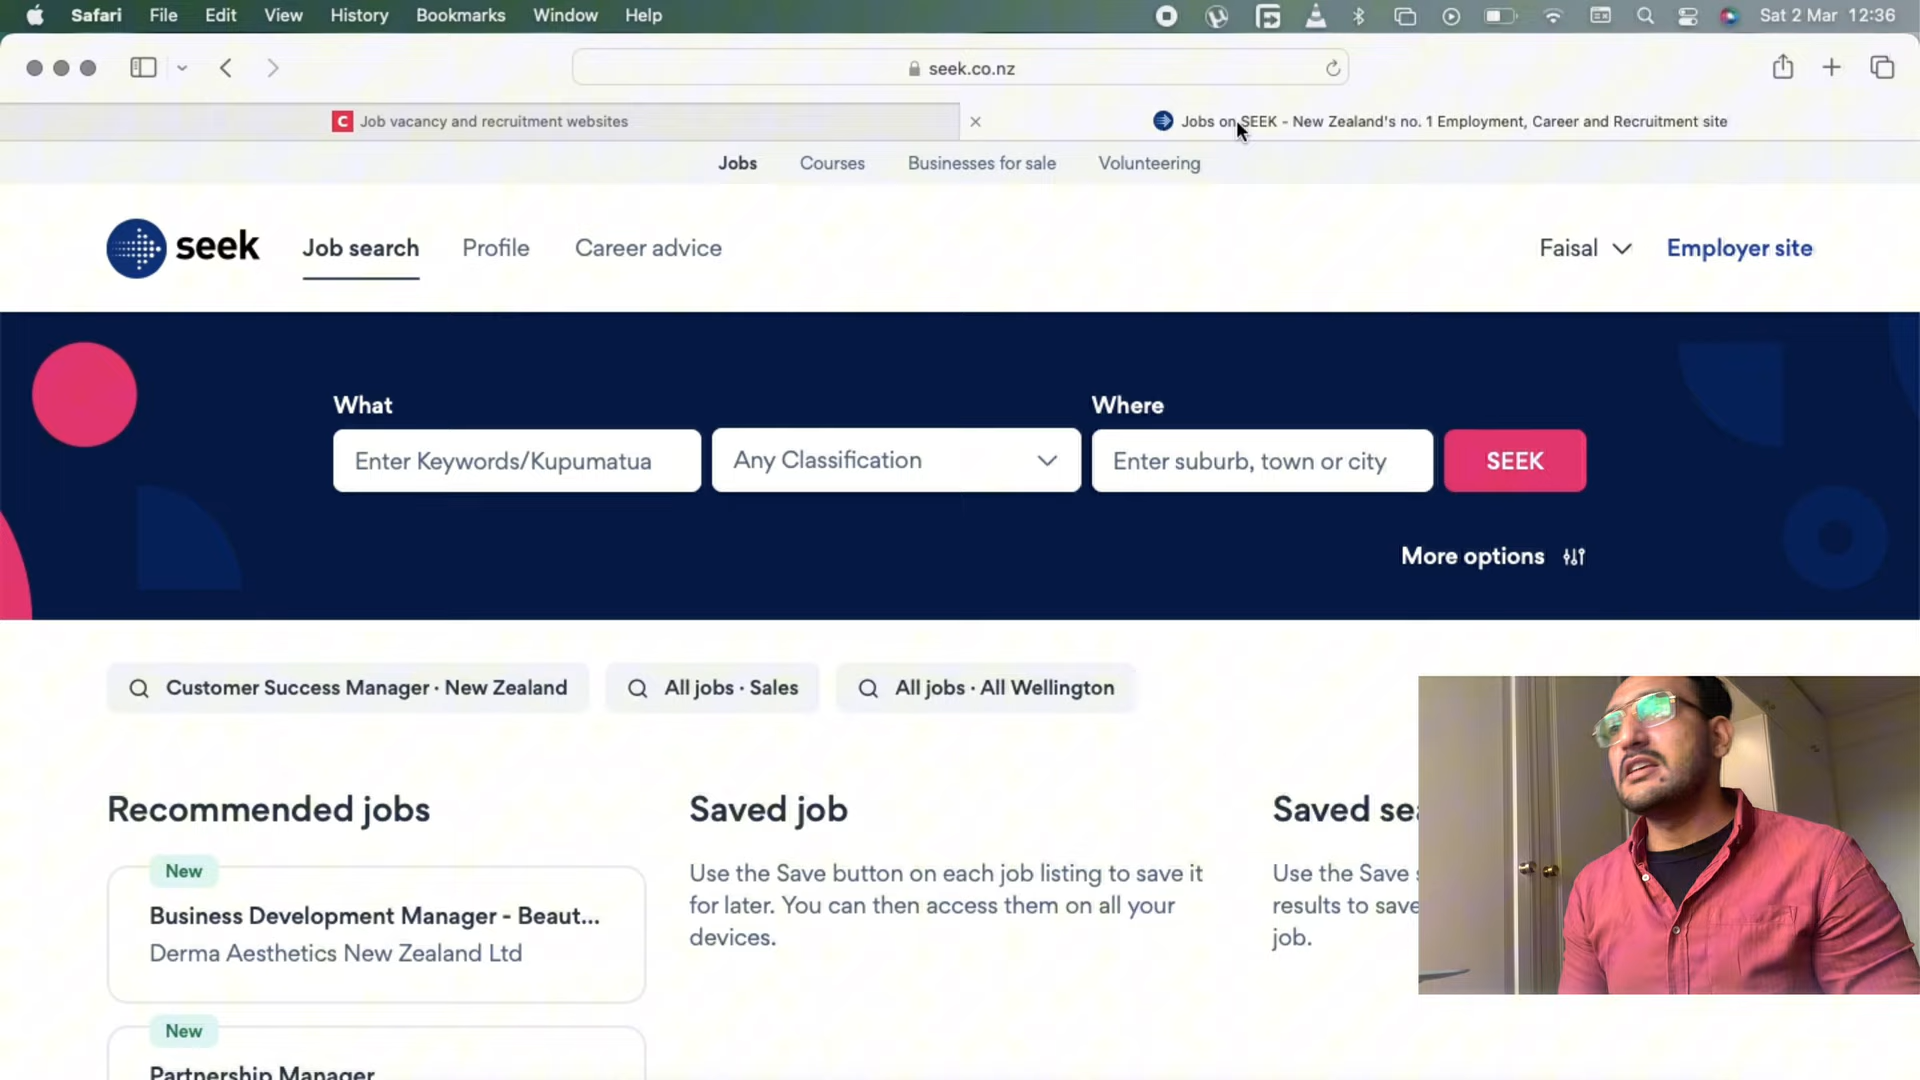 Safari File Edit View History Bookmarks Window Help Sat 2 Mar 12:36
seek.co.nz
C Job vacancy and recruitment websites
Jobs on SEEK - New Zealand's no. 1 Employment, Career and Recruitment site
Jobs Courses Businesses for sale Volunteering
seek Job search Profile Career advice Faisal Employer site
What Where
Enter Keywords/Kupumatua Any Classification Enter suburb, town or city SEEK
More options
Customer Success Manager · New Zealand All jobs · Sales All jobs · All Wellington
Recommended jobs
New
Business Development Manager - Beaut...
Derma Aesthetics New Zealand Ltd
New
Partnership Manager
Saved job
Use the Save button on each job listing to save it
for later. You can then access them on all your
devices.
Saved sea
Use the Save
results to save
job.